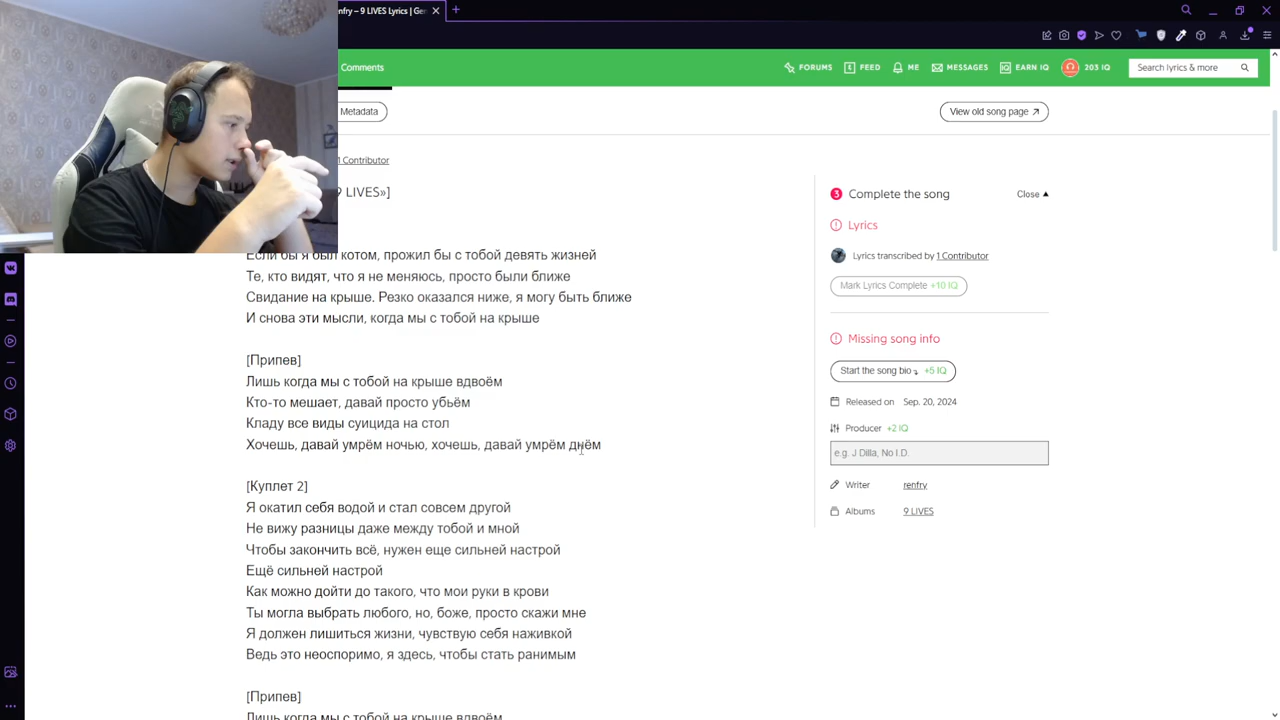 nfry – 9 LIVES Lyrics | Ge
Comments
FORUMS
FEED
ME
MESSAGES
EARN IQ
203 IQ
Search lyrics & more
Metadata
View old song page
1 Contributor
9 LIVES»]
Если бы я был котом, прожил бы с тобой девять жизней
Те, кто видят, что я не меняюсь, просто были ближе
Свидание на крыше. Резко оказался ниже, я могу быть ближе
И снова эти мысли, когда мы с тобой на крыше
[Припев]
Лишь когда мы с тобой на крыше вдвоём
Кто-то мешает, давай просто убьём
Кладу все виды суицида на стол
Хочешь, давай умрём ночью, хочешь, давай умрём днём
[Куплет 2]
Я окатил себя водой и стал совсем другой
Не вижу разницы даже между тобой и мной
Чтобы закончить всё, нужен еще сильней настрой
Ещё сильней настрой
Как можно дойти до такого, что мои руки в крови
Ты могла выбрать любого, но, боже, просто скажи мне
Я должен лишиться жизни, чувствую себя наживкой
Ведь это неоспоримо, я здесь, чтобы стать ранимым
[Припев]
Лишь когда мы с тобой на крыше вдвоём
3 Complete the song
Close
Lyrics
Lyrics transcribed by 1 Contributor
Mark Lyrics Complete +10 IQ
Missing song info
Start the song bio +5 IQ
Released on Sep. 20, 2024
Producer +2 IQ
e.g. J Dilla, No I.D.
Writer renfry
Albums 9 LIVES